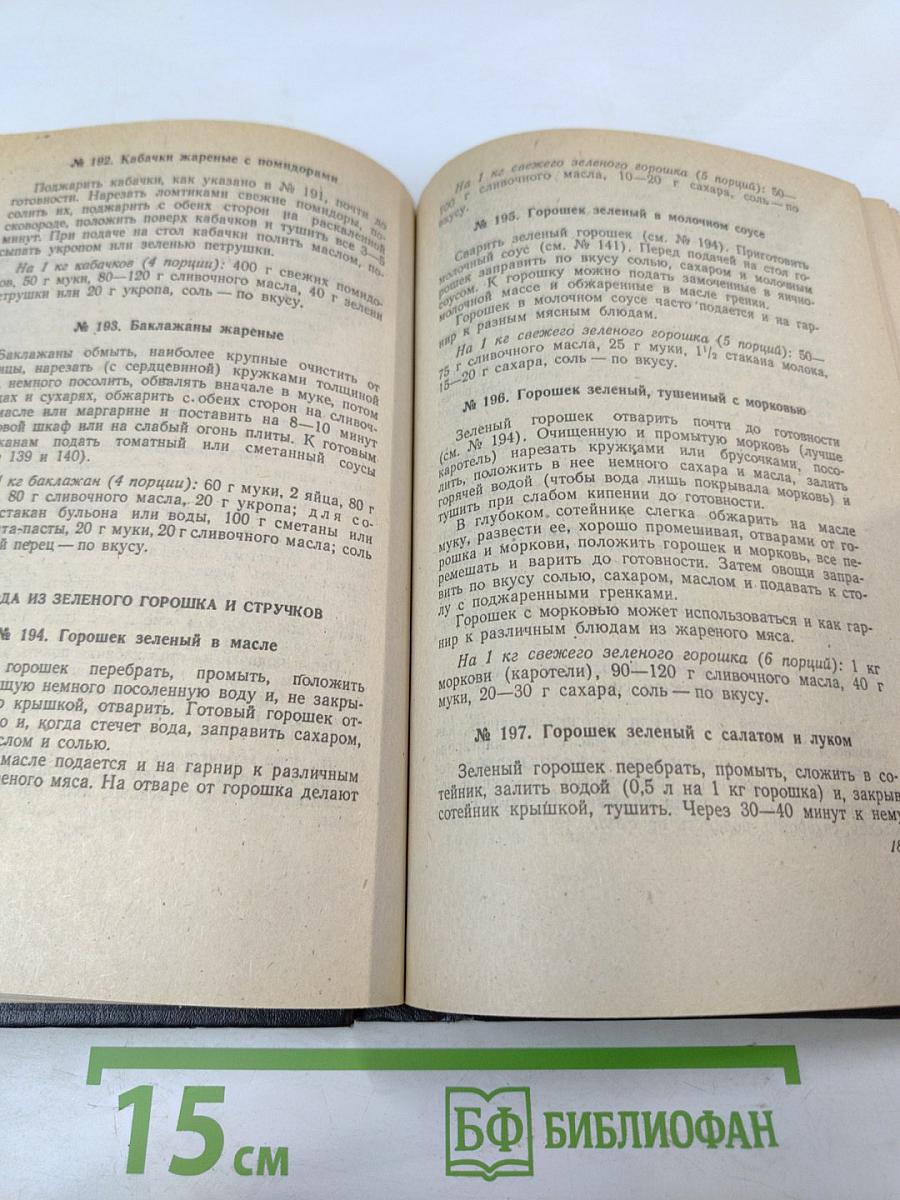 № 192. Кабачки жареные с помидорами
Поджарить кабачки, как указано в № 191, почти до
готовности. Нарезать ломтиками свежие помидоры, по-
солить их, поджарить с обеих сторон на раскаленной
сковороде, положить поверх кабачков и тушить все 3—5
минут. При подаче на стол кабачки полить маслом, по-
сыпать укропом или зеленью петрушки.
На 1 кг кабачков (4 порции): 400 г свежих помидо-
ов, 50 г муки, 80—120 г сливочного масла, 40 г зелени
етрушки или 20 г укропа, соль — по вкусу.
№ 193. Баклажаны жареные
Баклажаны обмыть, наиболее крупные очистить от
ицы, нарезать (с сердцевиной) кружками толщиной
немного посолить, обвалять вначале в муке, потом
цах и сухарях, обжарить с обеих сторон на сливоч-
масле или маргарине и поставить на 8—10 минут
овой шкаф или на слабый огонь плиты. К готовым
жанам подать томатный или сметанный соусы
139 и 140).
кг баклажан (4 порции): 60 г муки, 2 яйца, 80 г
80 г сливочного масла, 20 г укропа; для со-
стакан бульона или воды, 100 г сметаны или
та-пасты, 20 г муки, 20 г сливочного масла; соль
й перец — по вкусу.
ДА ИЗ ЗЕЛЕНОГО ГОРОШКА И СТРУЧКОВ
№ 194. Горошек зеленый в масле
горошек перебрать, промыть, положить
щую немного посоленную воду и, не закры-
о крышкой, отварить. Готовый горошек от-
о и, когда стечет вода, заправить сахаром,
слом и солью.
масле подается и на гарнир к различным
реного мяса. На отваре от горошка делают
На 1 кг свежего зеленого горошка (5 порций): 50—
100 г сливочного масла, 10—20 г сахара, соль — по
вкусу.
№ 195. Горошек зеленый в молочном соусе
Сварить зеленый горошек (см. № 194). Приготовить
молочный соус (см. № 141). Перед подачей на стол го-
рошек заправить по вкусу солью, сахаром и молочным
соусом. К горошку можно подать замоченные в яично-
молочной массе и обжаренные в масле гренки.
Горошек в молочном соусе часто подается и на гар-
нир к разным мясным блюдам.
На 1 кг свежего зеленого горошка (5 порций): 50—
75 г сливочного масла, 25 г муки, 1½ стакана молока,
15—20 г сахара, соль — по вкусу.
№ 196. Горошек зеленый, тушенный с морковью
Зеленый горошек отварить почти до готовности
(см. № 194). Очищенную и промытую морковь (лучше
каротель) нарезать кружками или брусочками, посо-
лить, положить в нее немного сахара и масла, залить
горячей водой (чтобы вода лишь покрывала морковь) и
тушить при слабом кипении до готовности.
В глубоком сотейнике слегка обжарить на масле
муку, развести ее, хорошо промешивая, отварами от го-
рошка и моркови, положить горошек и морковь, все пе-
ремешать и варить до готовности. Затем овощи запра-
вить по вкусу солью, сахаром, маслом и подавать к сто-
лу с поджаренными гренками.
Горошек с морковью может использоваться и как гар-
нир к различным блюдам из жареного мяса.
На 1 кг свежего зеленого горошка (6 порций): 1 кг
моркови (каротели), 90—120 г сливочного масла, 40 г
муки, 20—30 г сахара, соль — по вкусу.
№ 197. Горошек зеленый с салатом и луком
Зеленый горошек перебрать, промыть, сложить в со-
тейник, залить водой (0,5 л на 1 кг горошка) и, закрыв
сотейник крышкой, тушить. Через 30—40 минут к нему
18
15 см
БФ БИБЛИОФАН